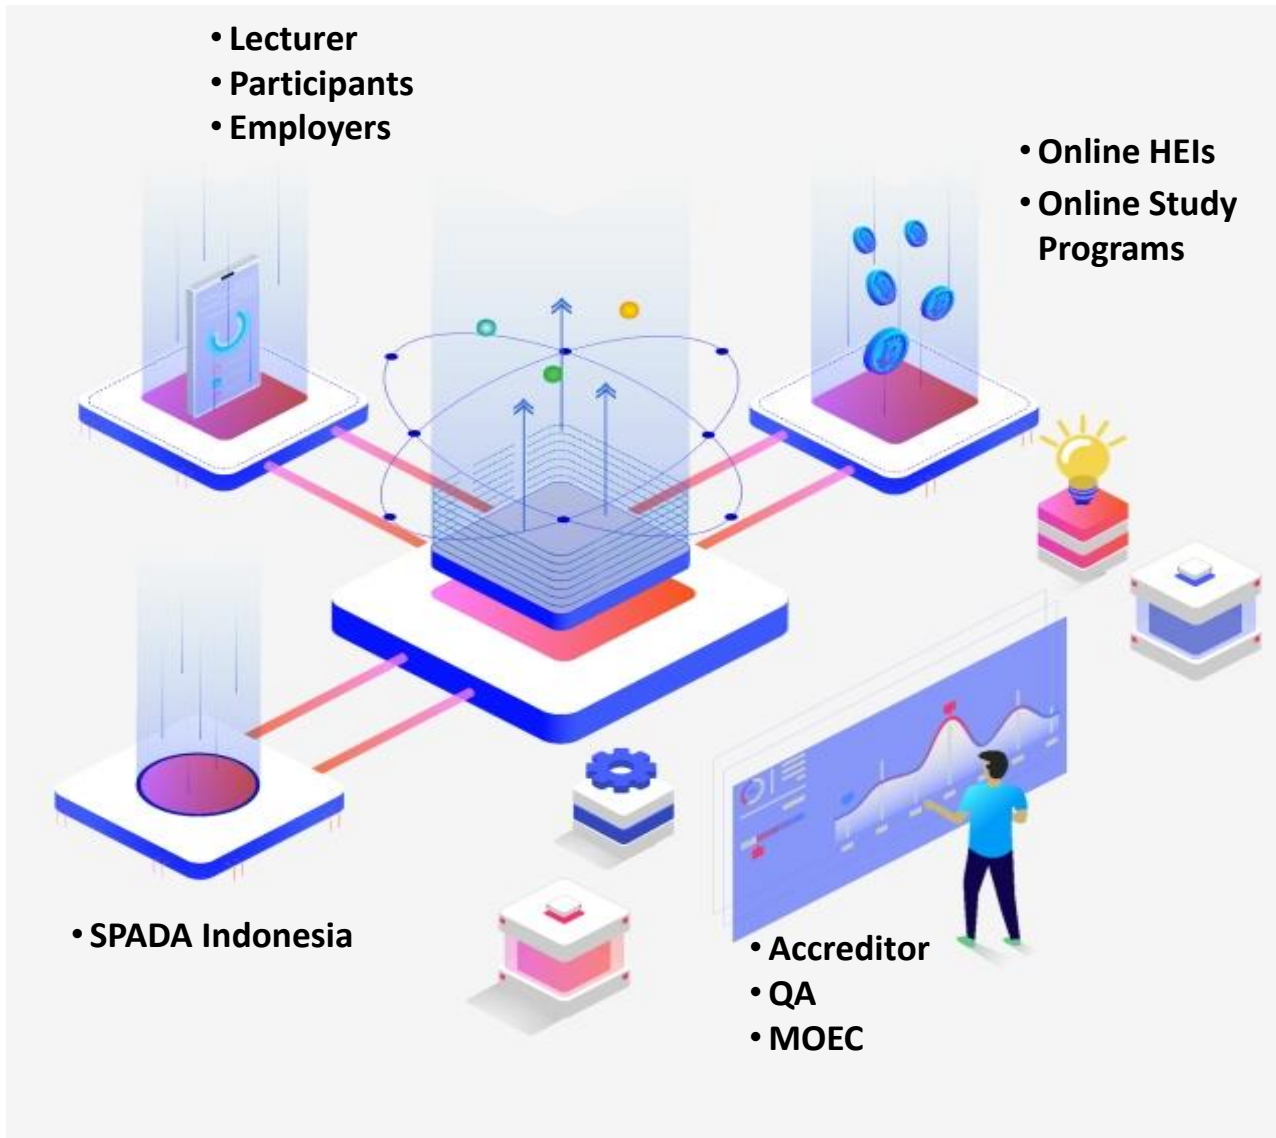 • Lecturer
• Participants
• Employers
• Online HEIs
• Online Study
Programs
• SPADA Indonesia
• Accreditor
• QA
• MOEC